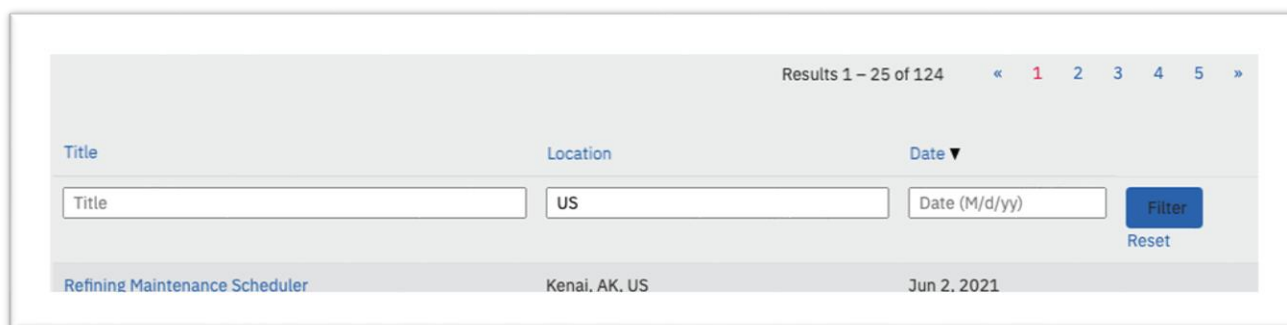 Results 1 – 25 of 124 « 1 2 3 4 5 »
Title Location Date ▼
Title US Date (M/d/yy) Filter
Reset
Refining Maintenance Scheduler Kenai, AK, US Jun 2, 2021